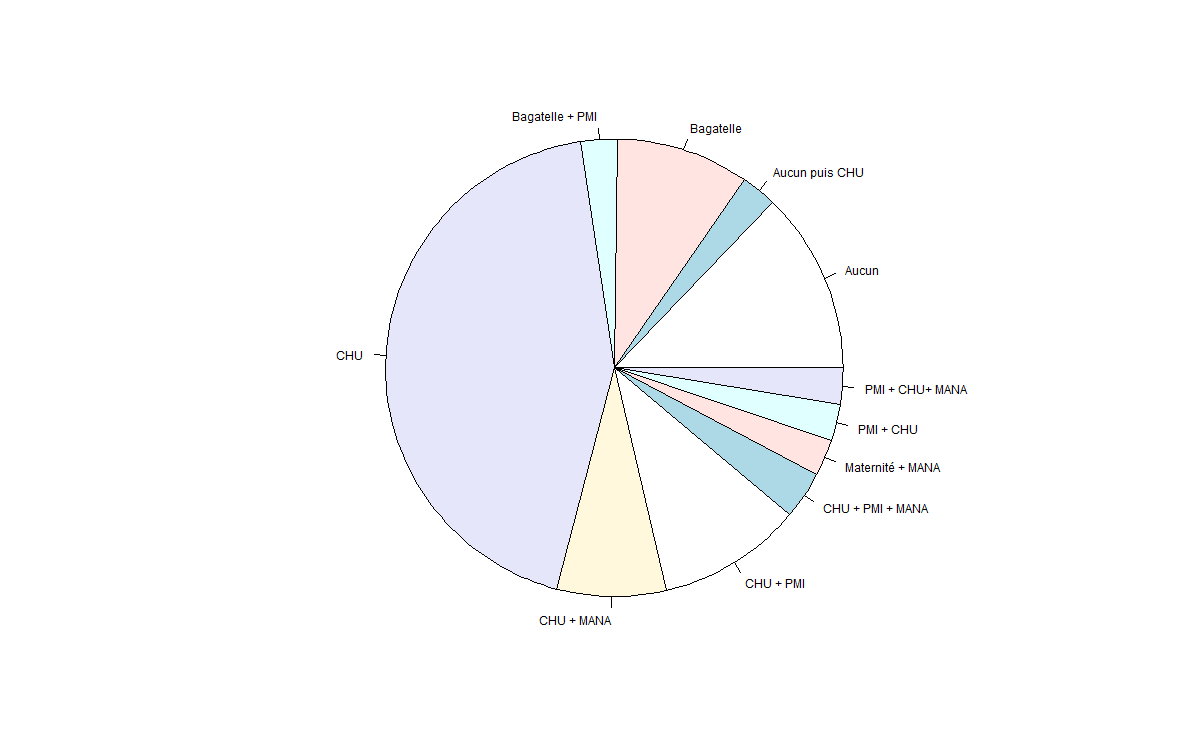 Bagatelle + PMI
Bagatelle
Aucun puis CHU
Aucun
CHU
PMI + CHU+ MANA
PMI + CHU
Maternité + MANA
CHU + PMI + MANA
CHU + PMI
CHU + MANA